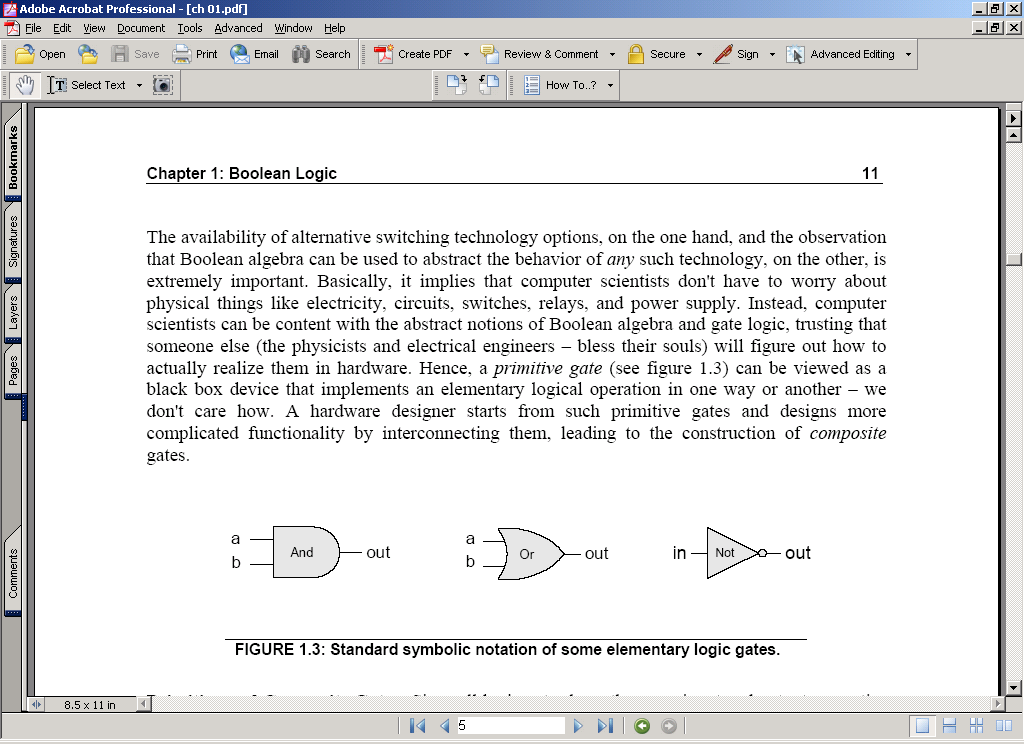 Adobe Acrobat Professional - [ch 01.pdf]
File Edit View Document Tools Advanced Window Help
Open Save Print Email Search Create PDF Review & Comment Secure Sign Advanced Editing
Select Text How To..?
Bookmarks
Signatures
Layers
Pages
Comments
Chapter 1: Boolean Logic 11
The availability of alternative switching technology options, on the one hand, and the observation
that Boolean algebra can be used to abstract the behavior of any such technology, on the other, is
extremely important. Basically, it implies that computer scientists don't have to worry about
physical things like electricity, circuits, switches, relays, and power supply. Instead, computer
scientists can be content with the abstract notions of Boolean algebra and gate logic, trusting that
someone else (the physicists and electrical engineers – bless their souls) will figure out how to
actually realize them in hardware. Hence, a primitive gate (see figure 1.3) can be viewed as a
black box device that implements an elementary logical operation in one way or another – we
don't care how. A hardware designer starts from such primitive gates and designs more
complicated functionality by interconnecting them, leading to the construction of composite
gates.
a
b
And
out
a
b
Or
out
in
Not
out
FIGURE 1.3: Standard symbolic notation of some elementary logic gates.
8.5 x 11 in
5